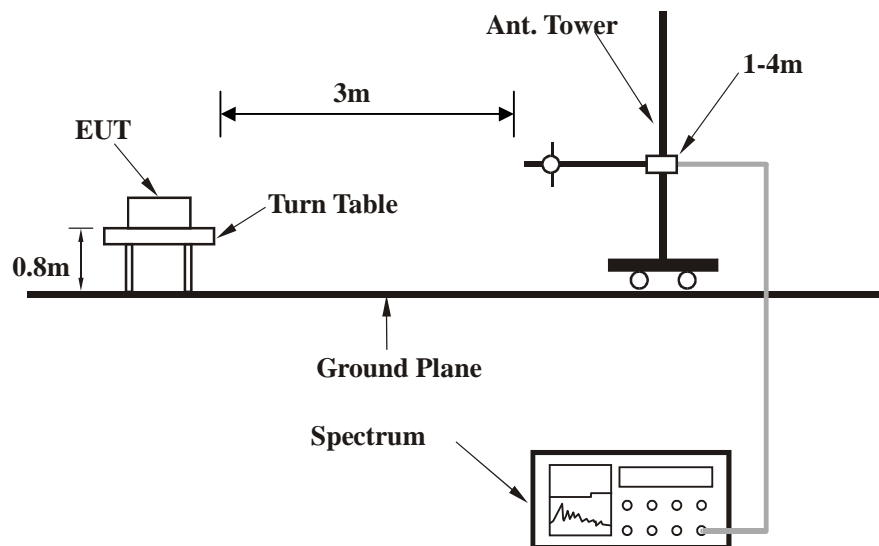 Ant. Tower
1-4m
3m
EUT
Turn Table
0.8m
Ground Plane
Spectrum